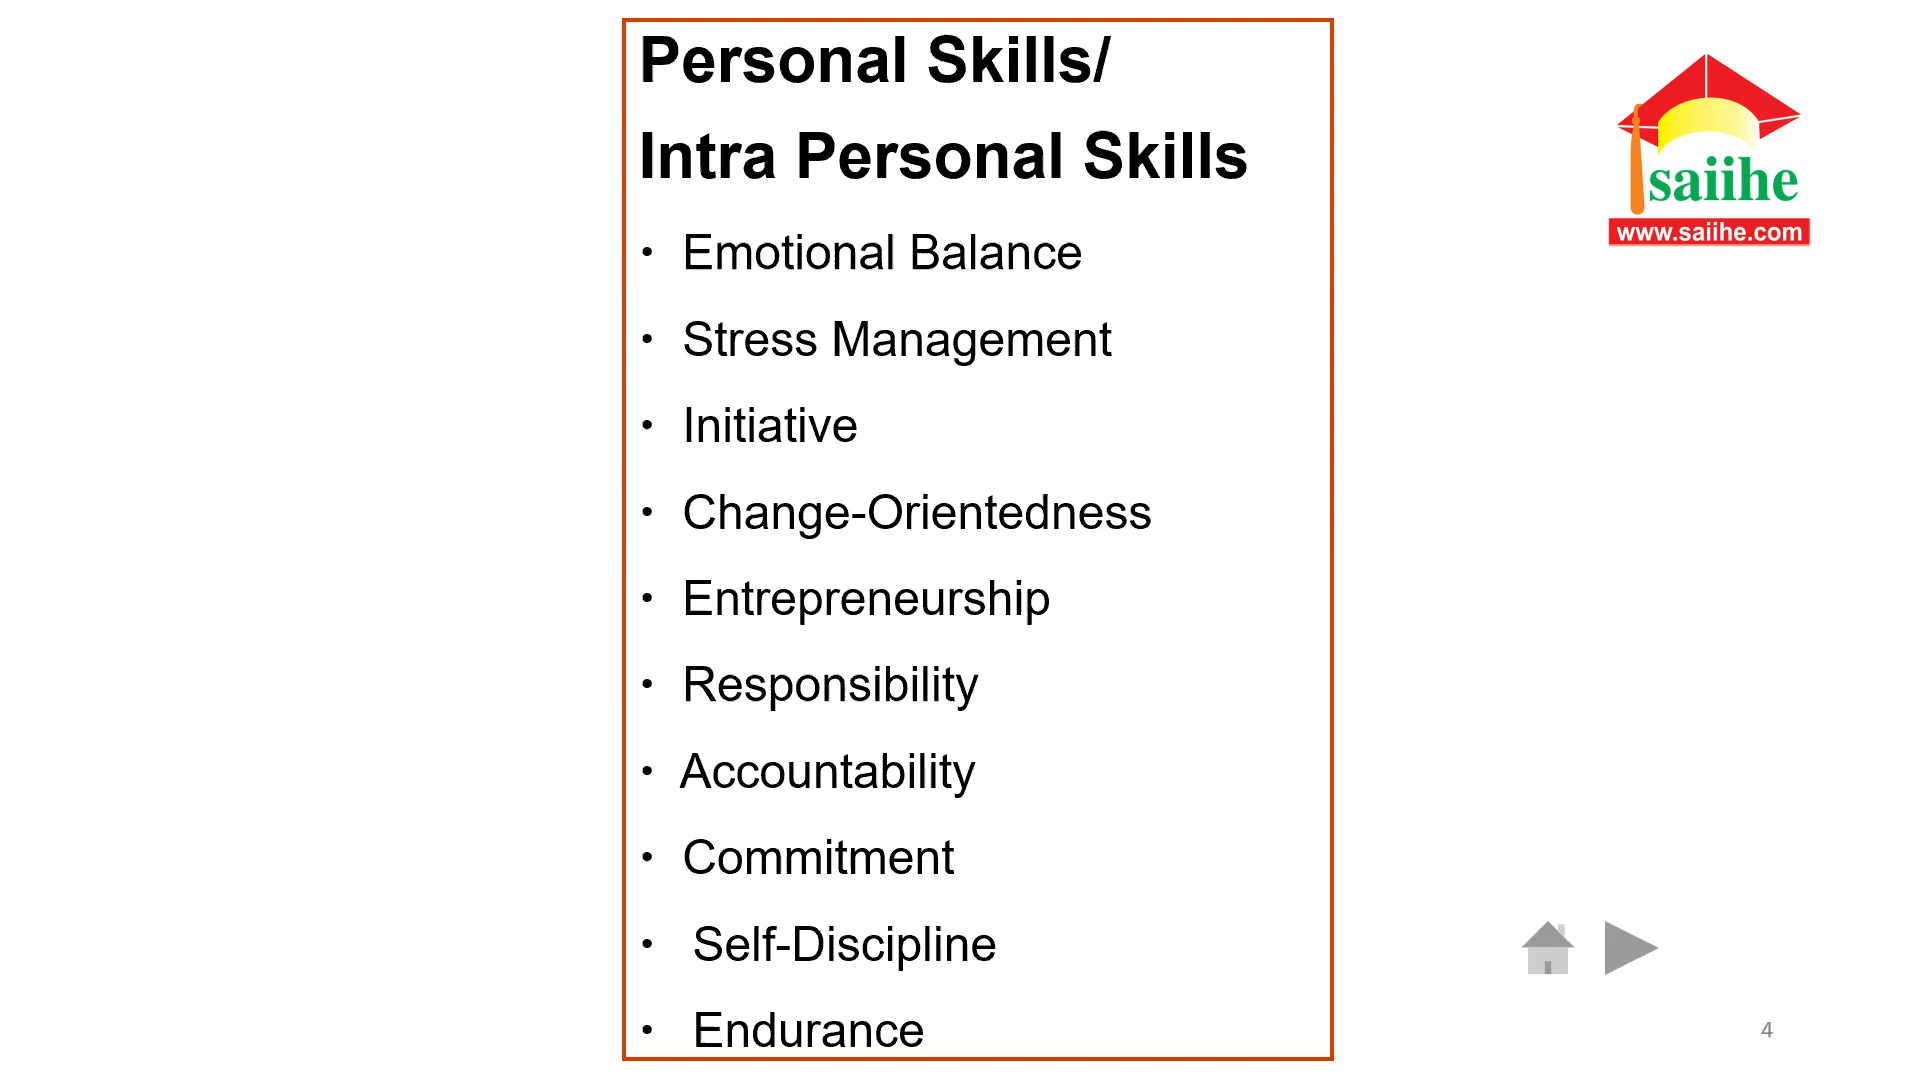 Personal Skills/
Intra Personal Skills
• Emotional Balance
• Stress Management
• Initiative
• Change-Orientedness
• Entrepreneurship
• Responsibility
• Accountability
• Commitment
• Self-Discipline
• Endurance
saiihe
www.saiihe.com
4